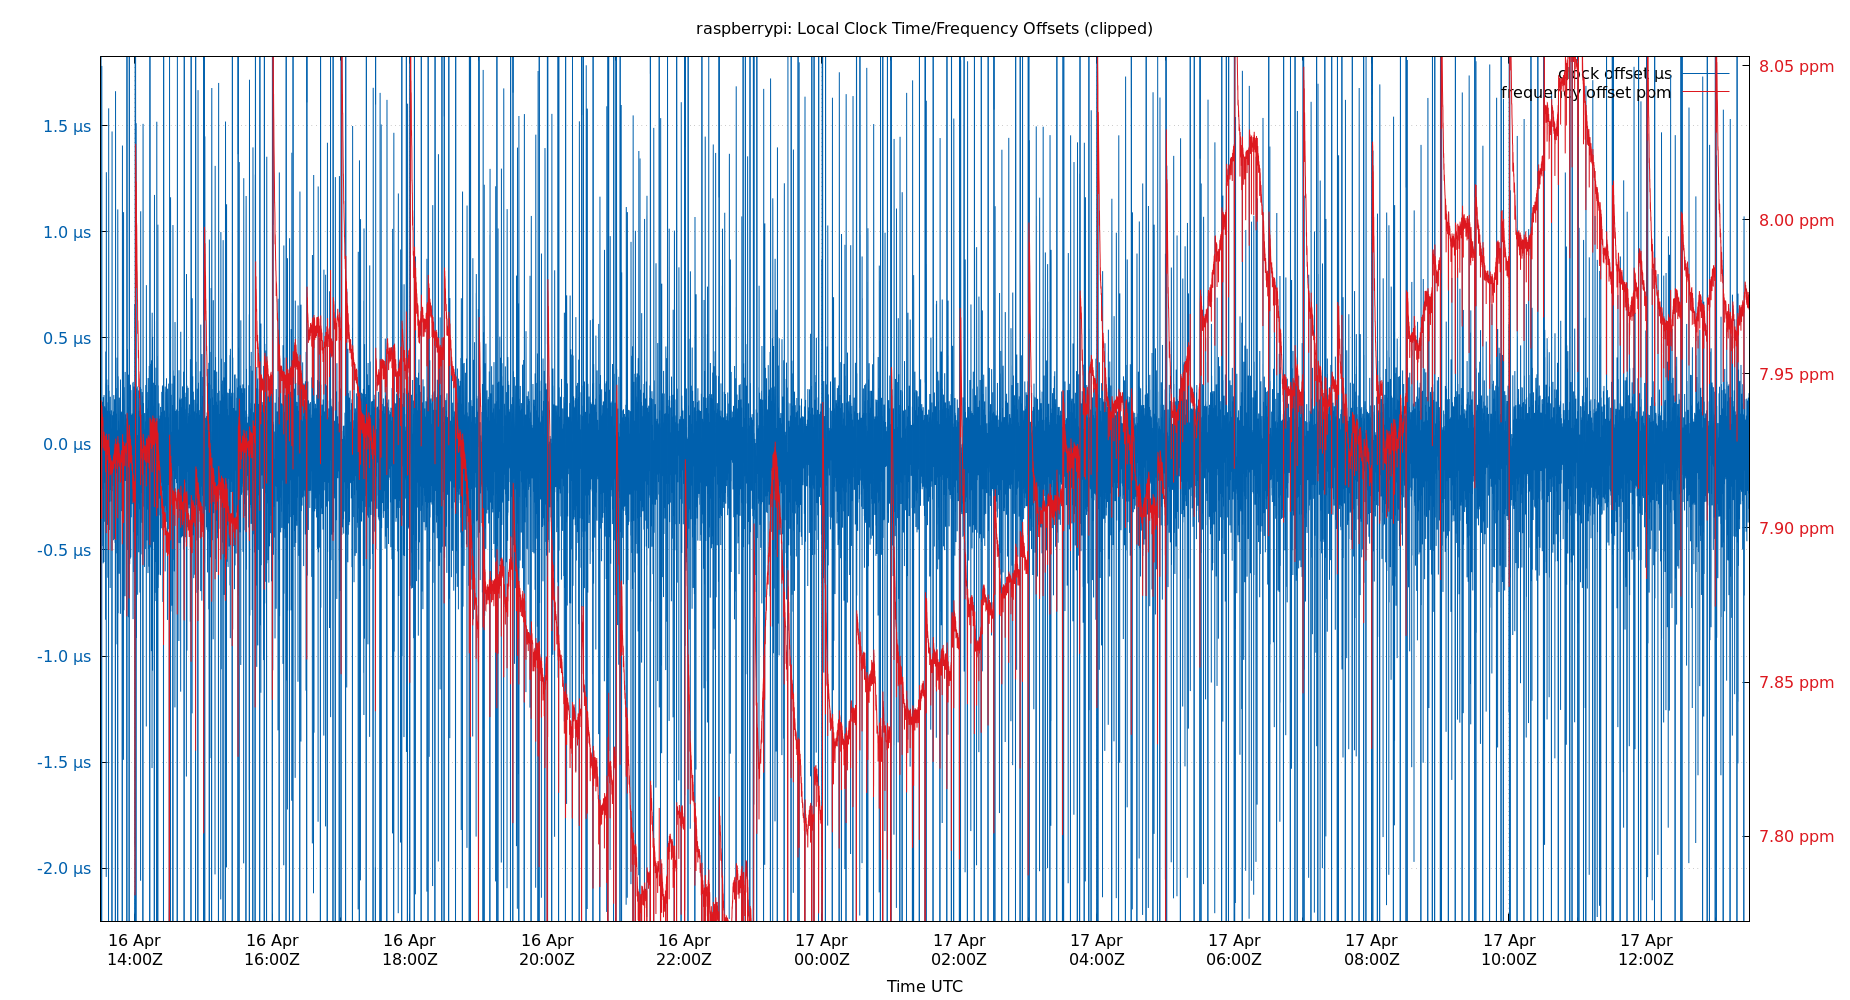 raspberrypi: Local Clock Time/Frequency Offsets (clipped)
clock offset µs
frequency offset ppm
1.5 µs
1.0 µs
0.5 µs
0.0 µs
-0.5 µs
-1.0 µs
-1.5 µs
-2.0 µs
8.05 ppm
8.00 ppm
7.95 ppm
7.90 ppm
7.85 ppm
7.80 ppm
16 Apr 16 Apr 16 Apr 16 Apr 16 Apr 17 Apr 17 Apr 17 Apr 17 Apr 17 Apr 17 Apr 17 Apr
14:00Z 16:00Z 18:00Z 20:00Z 22:00Z 00:00Z 02:00Z 04:00Z 06:00Z 08:00Z 10:00Z 12:00Z
Time UTC